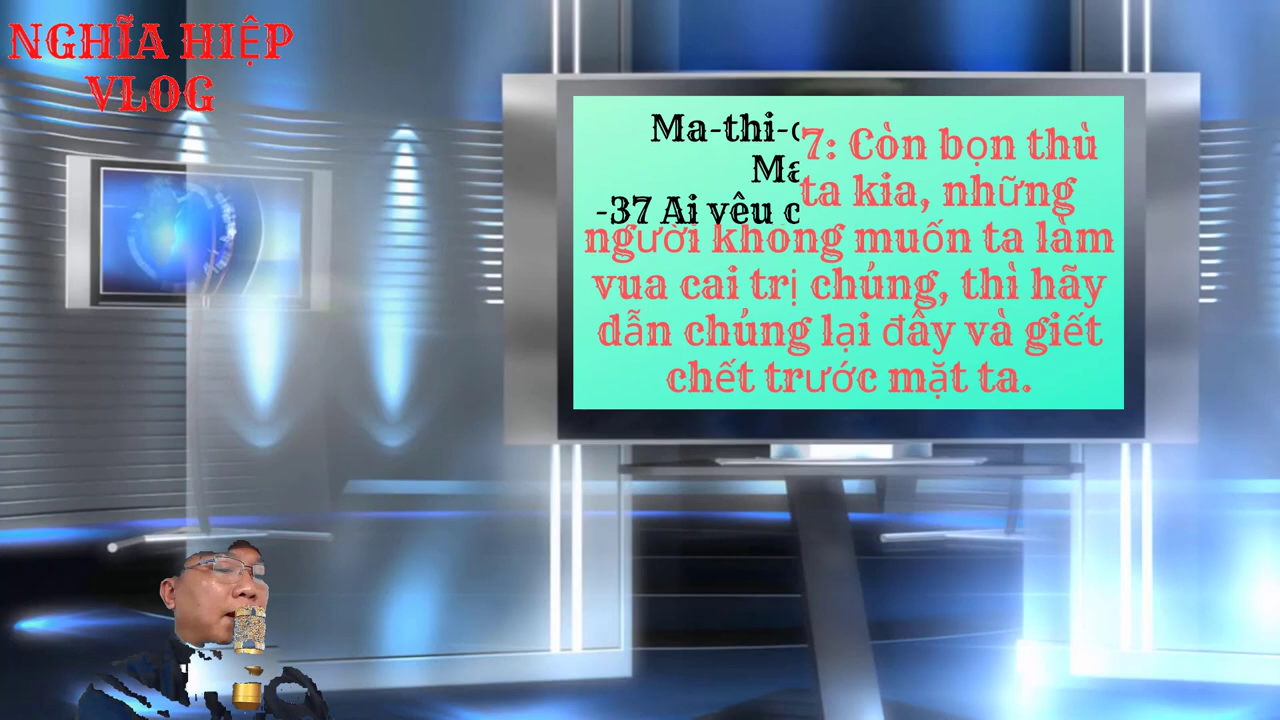 NGHĨA HIỆP
VLOG
Ma-thi-
7: Còn bọn thù
ta kia, những
-37 Ai yêu
người không muốn ta làm
vua cai trị chúng, thì hãy
dẫn chúng lại đây và giết
chết trước mặt ta.